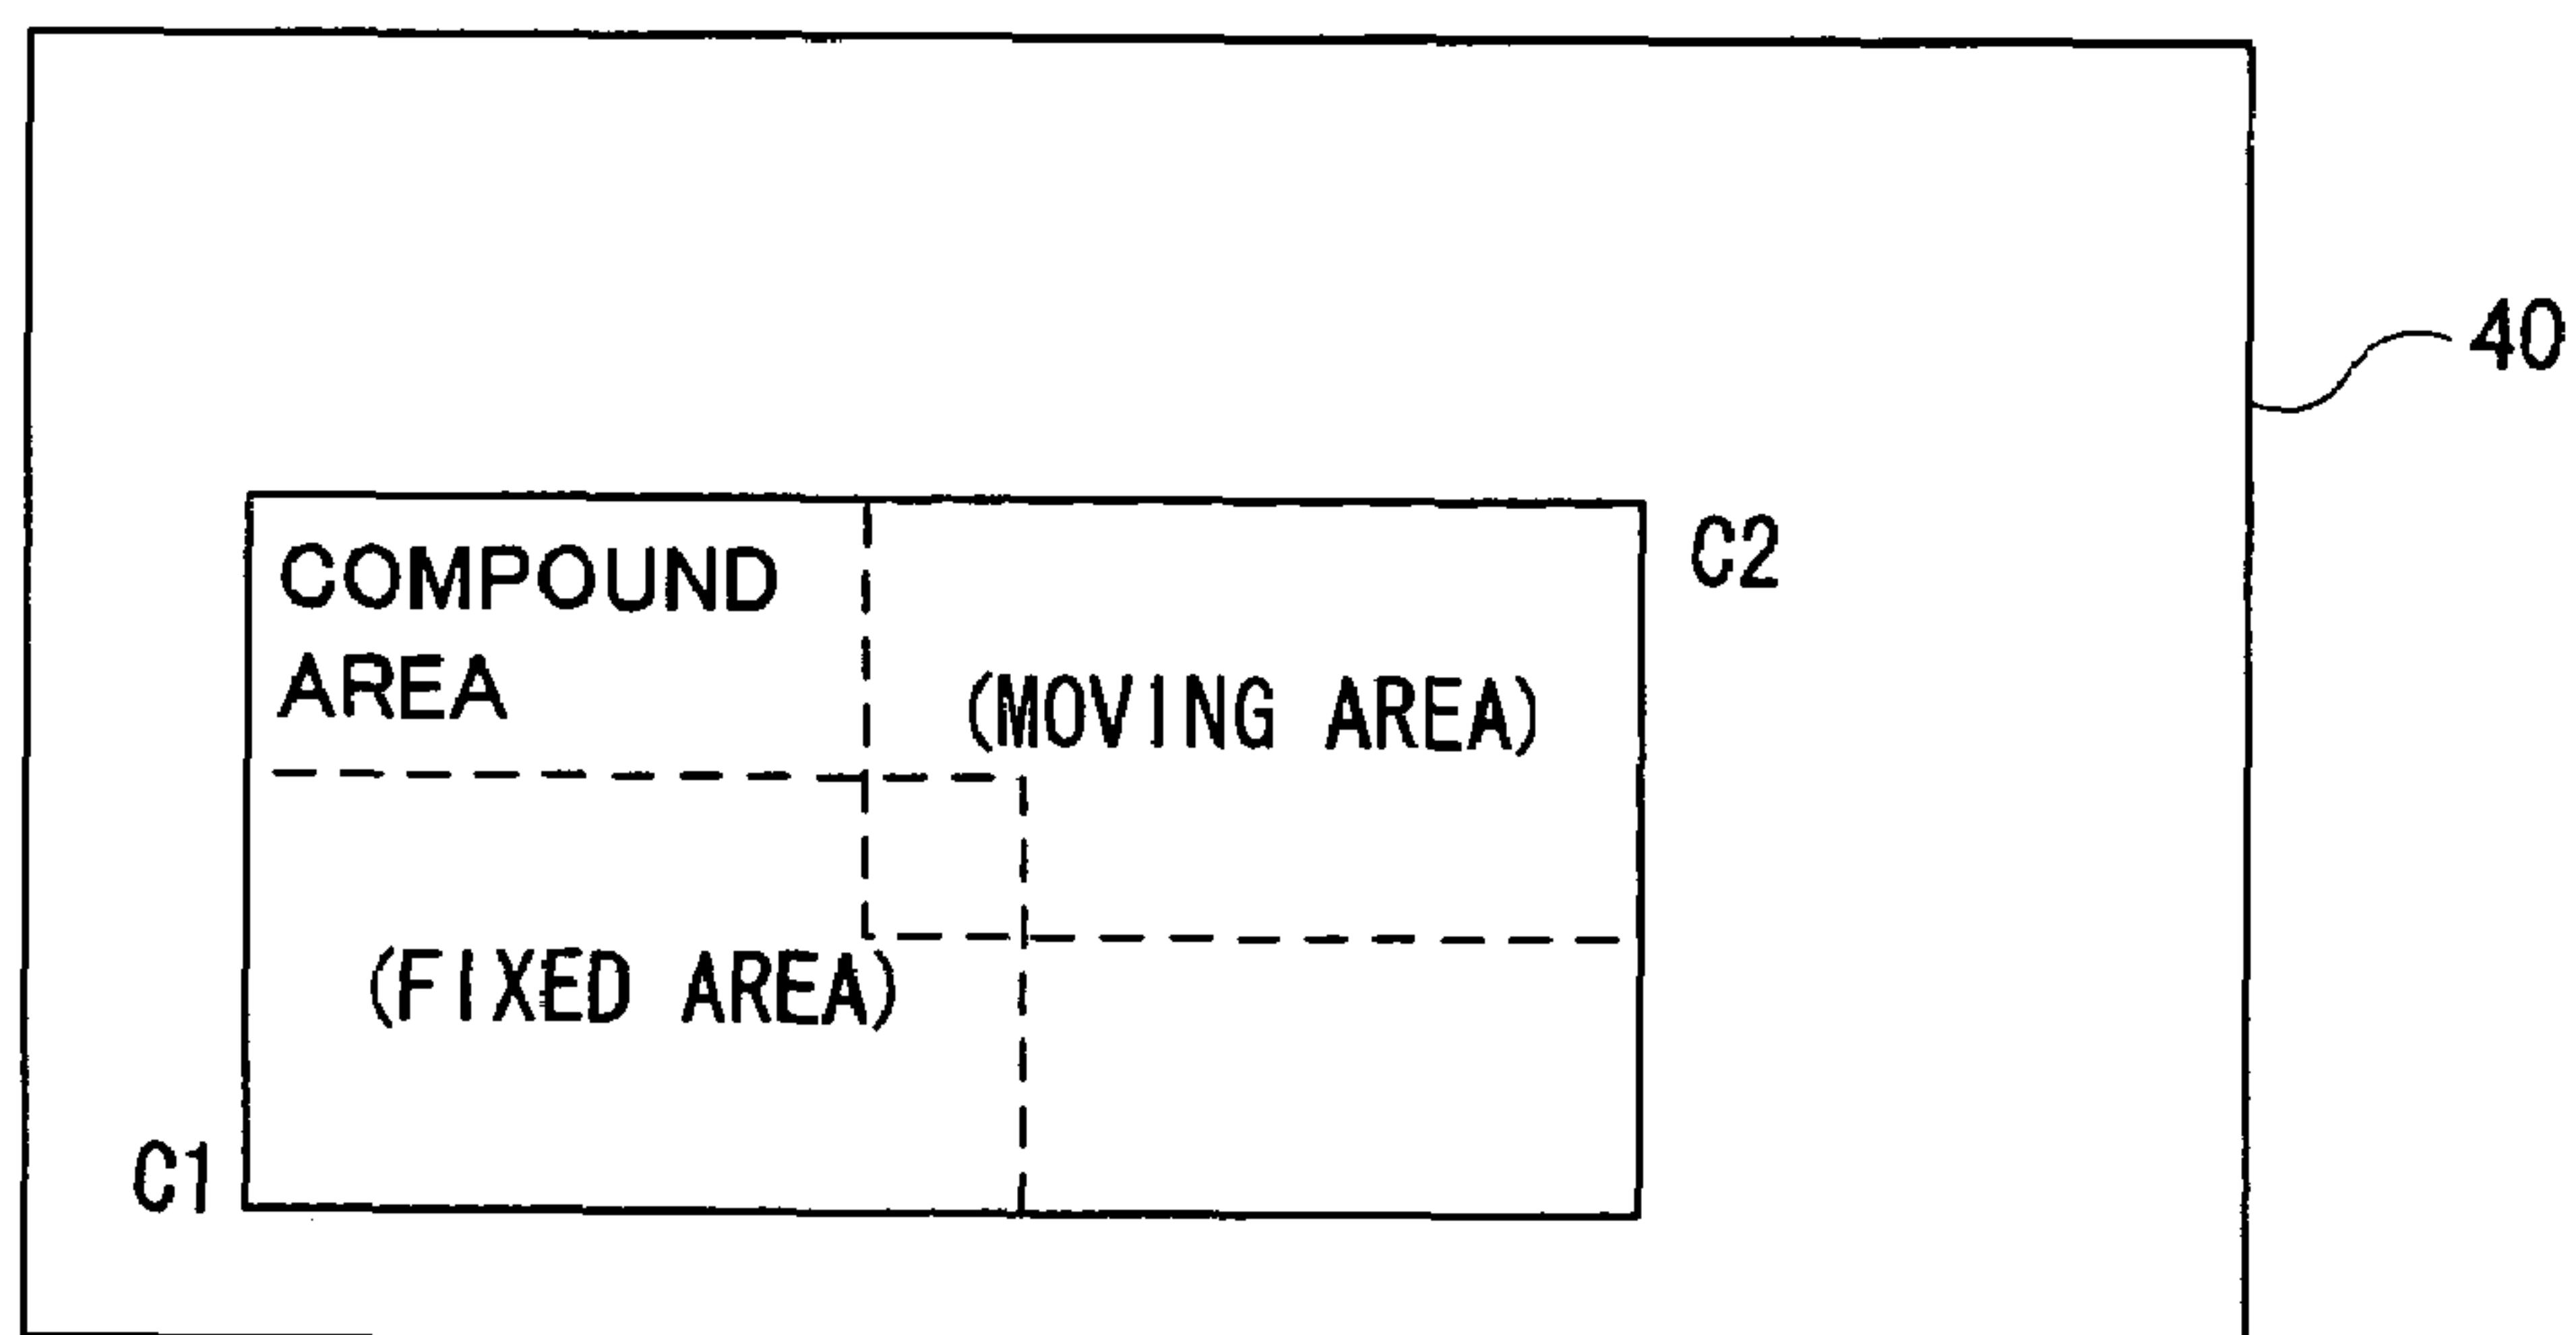 40
C2
COMPOUND
AREA
(MOVING AREA)
(FIXED AREA)
C1